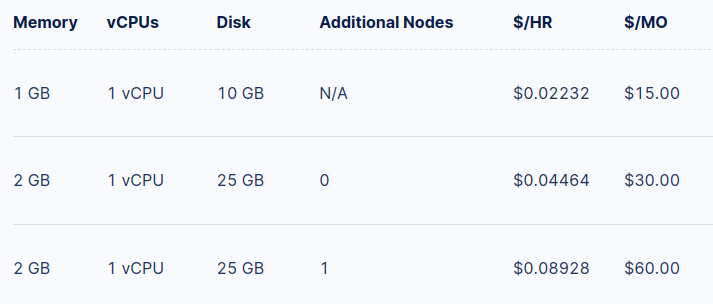 Memory vCPUs Disk Additional Nodes $/HR $/MO
1 GB 1 vCPU 10 GB N/A $0.02232 $15.00
2 GB 1 vCPU 25 GB 0 $0.04464 $30.00
2 GB 1 vCPU 25 GB 1 $0.08928 $60.00